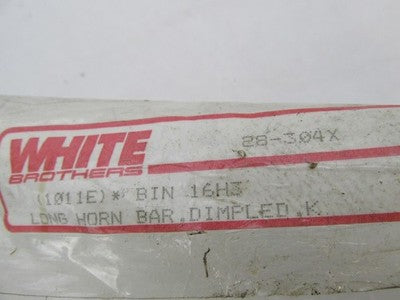 WHITE
BROTHERS
28-304X
(1011E)* BIN 16H3
LONG HORN BAR.DIMPLED.K